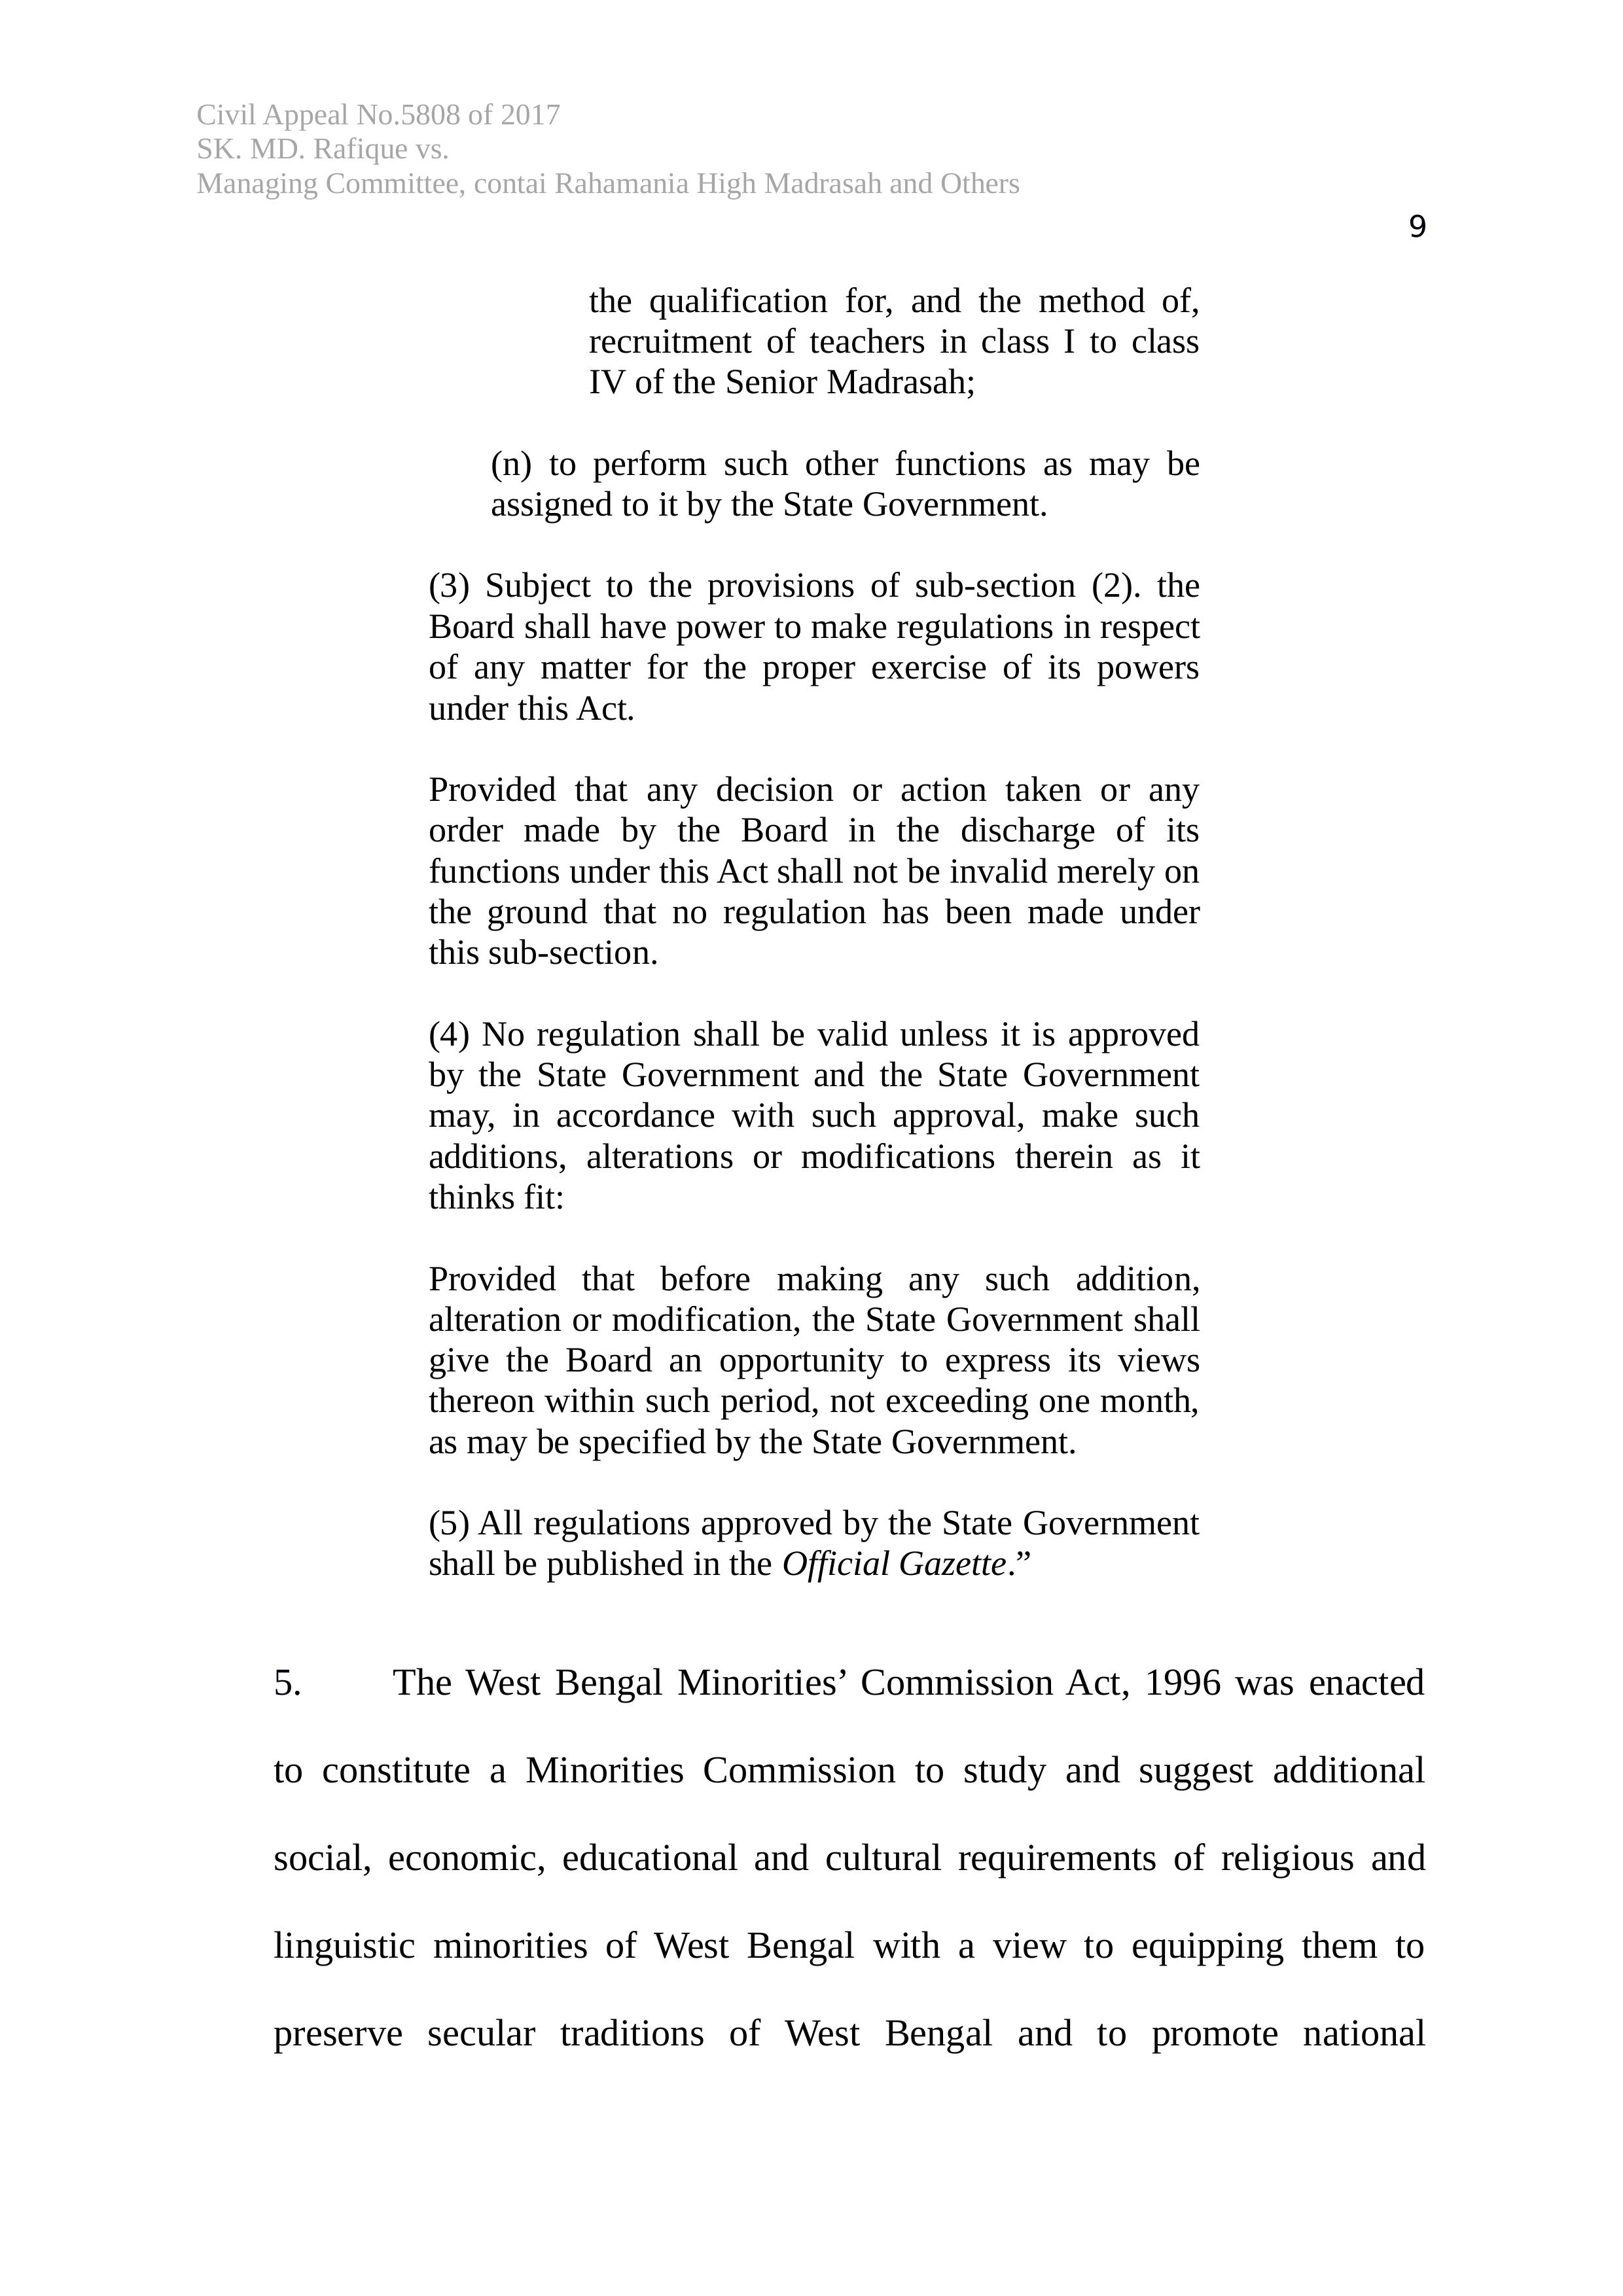 Civil Appeal No.5808 of 2017
SK. MD. Rafique vs.
Managing Committee, contai Rahamania High Madrasah and Others
9
the qualification for, and the method of,
recruitment of teachers in class I to class
IV of the Senior Madrasah;
(n) to perform such other functions as may be
assigned to it by the State Government.
(3) Subject to the provisions of sub-section (2). the
Board shall have power to make regulations in respect
of any matter for the proper exercise of its powers
under this Act.
Provided that any decision or action taken or any
order made by the Board in the discharge of its
functions under this Act shall not be invalid merely on
the ground that no regulation has been made under
this sub-section.
(4) No regulation shall be valid unless it is approved
by the State Government and the State Government
may, in accordance with such approval, make such
additions, alterations or modifications therein as it
thinks fit:
Provided that before making any such addition,
alteration or modification, the State Government shall
give the Board an opportunity to express its views
thereon within such period, not exceeding one month,
as may be specified by the State Government.
(5) All regulations approved by the State Government
shall be published in the Official Gazette.”
5. The West Bengal Minorities’ Commission Act, 1996 was enacted
to constitute a Minorities Commission to study and suggest additional
social, economic, educational and cultural requirements of religious and
linguistic minorities of West Bengal with a view to equipping them to
preserve secular traditions of West Bengal and to promote national